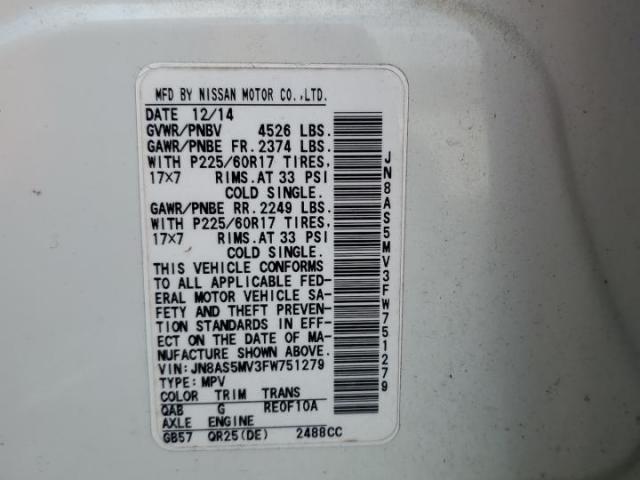 MFD BY NISSAN MOTOR CO.,LTD.
DATE 12/14
GVWR/PNBV 4526 LBS.
GAWR/PNBE FR.2374 LBS.
WITH P225/60R17 TIRES,
17×7 RIMS.AT 33 PSI
COLD SINGLE.
GAWR/PNBE RR.2249 LBS.
WITH P225/60R17 TIRES,
17×7 RIMS.AT 33 PSI
COLD SINGLE.
THIS VEHICLE CONFORMS
TO ALL APPLICABLE FED-
ERAL MOTOR VEHICLE SA-
FETY AND THEFT PREVEN-
TION STANDARDS IN EFF-
ECT ON THE DATE OF MA-
NUFACTURE SHOWN ABOVE.
VIN:JN8AS5MV3FW751279
TYPE:MPV
COLOR TRIM TRANS
QAB G RE0F10A
AXLE ENGINE
GB57 QR25(DE) 2488CC
JN8AS5MV3FW751279